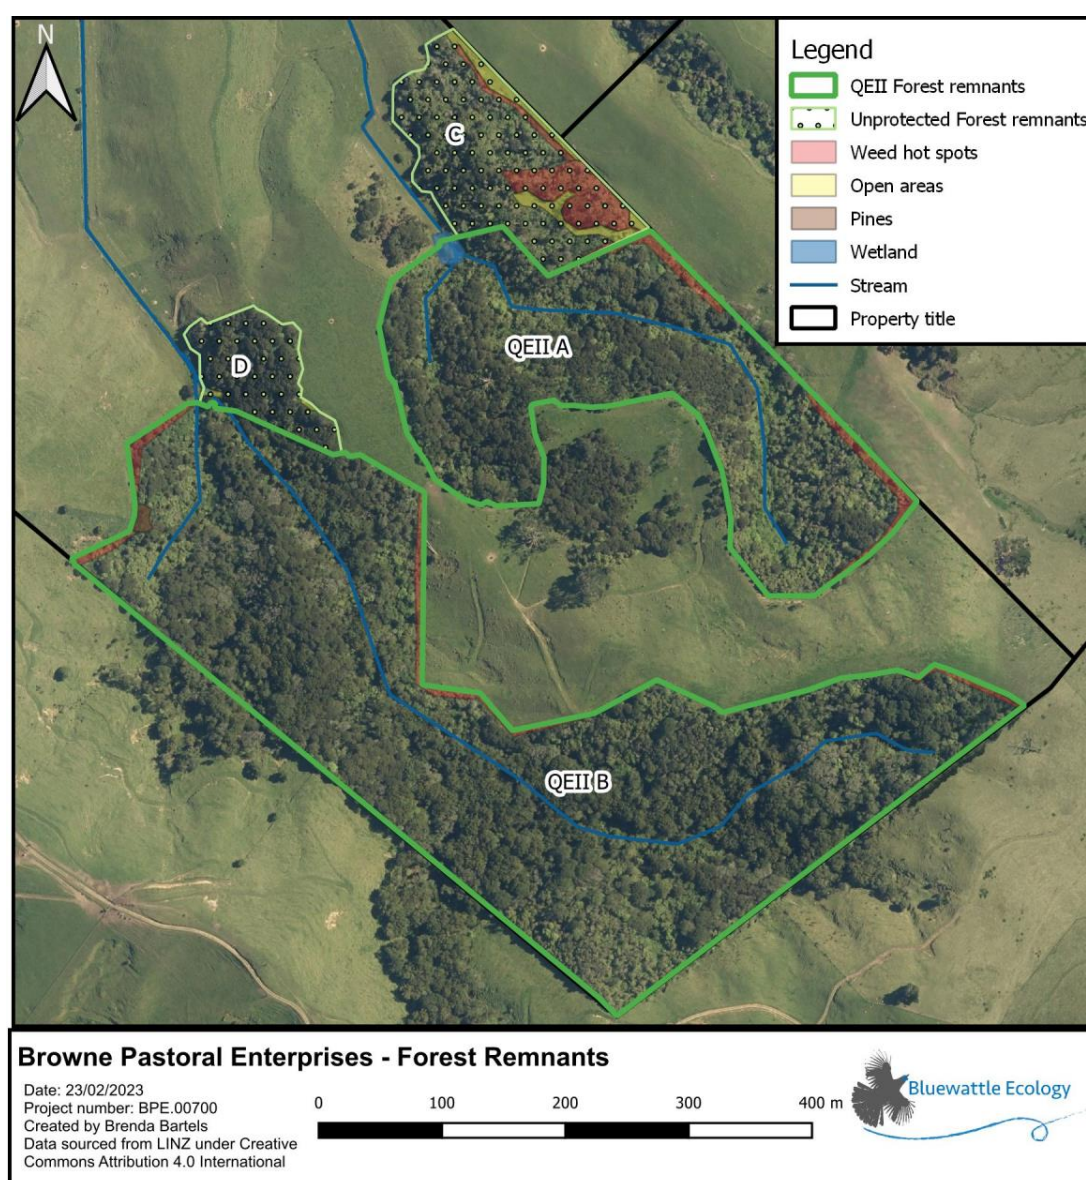 N
Legend
QEII Forest remnants
Unprotected Forest remnants
Weed hot spots
Open areas
Pines
Wetland
Stream
Property title
C
QEII A
D
QEII B
Browne Pastoral Enterprises - Forest Remnants
Date: 23/02/2023
Project number: BPE.00700
Created by Brenda Bartels
Data sourced from LINZ under Creative
Commons Attribution 4.0 International
0 100 200 300 400 m
Bluewattle Ecology